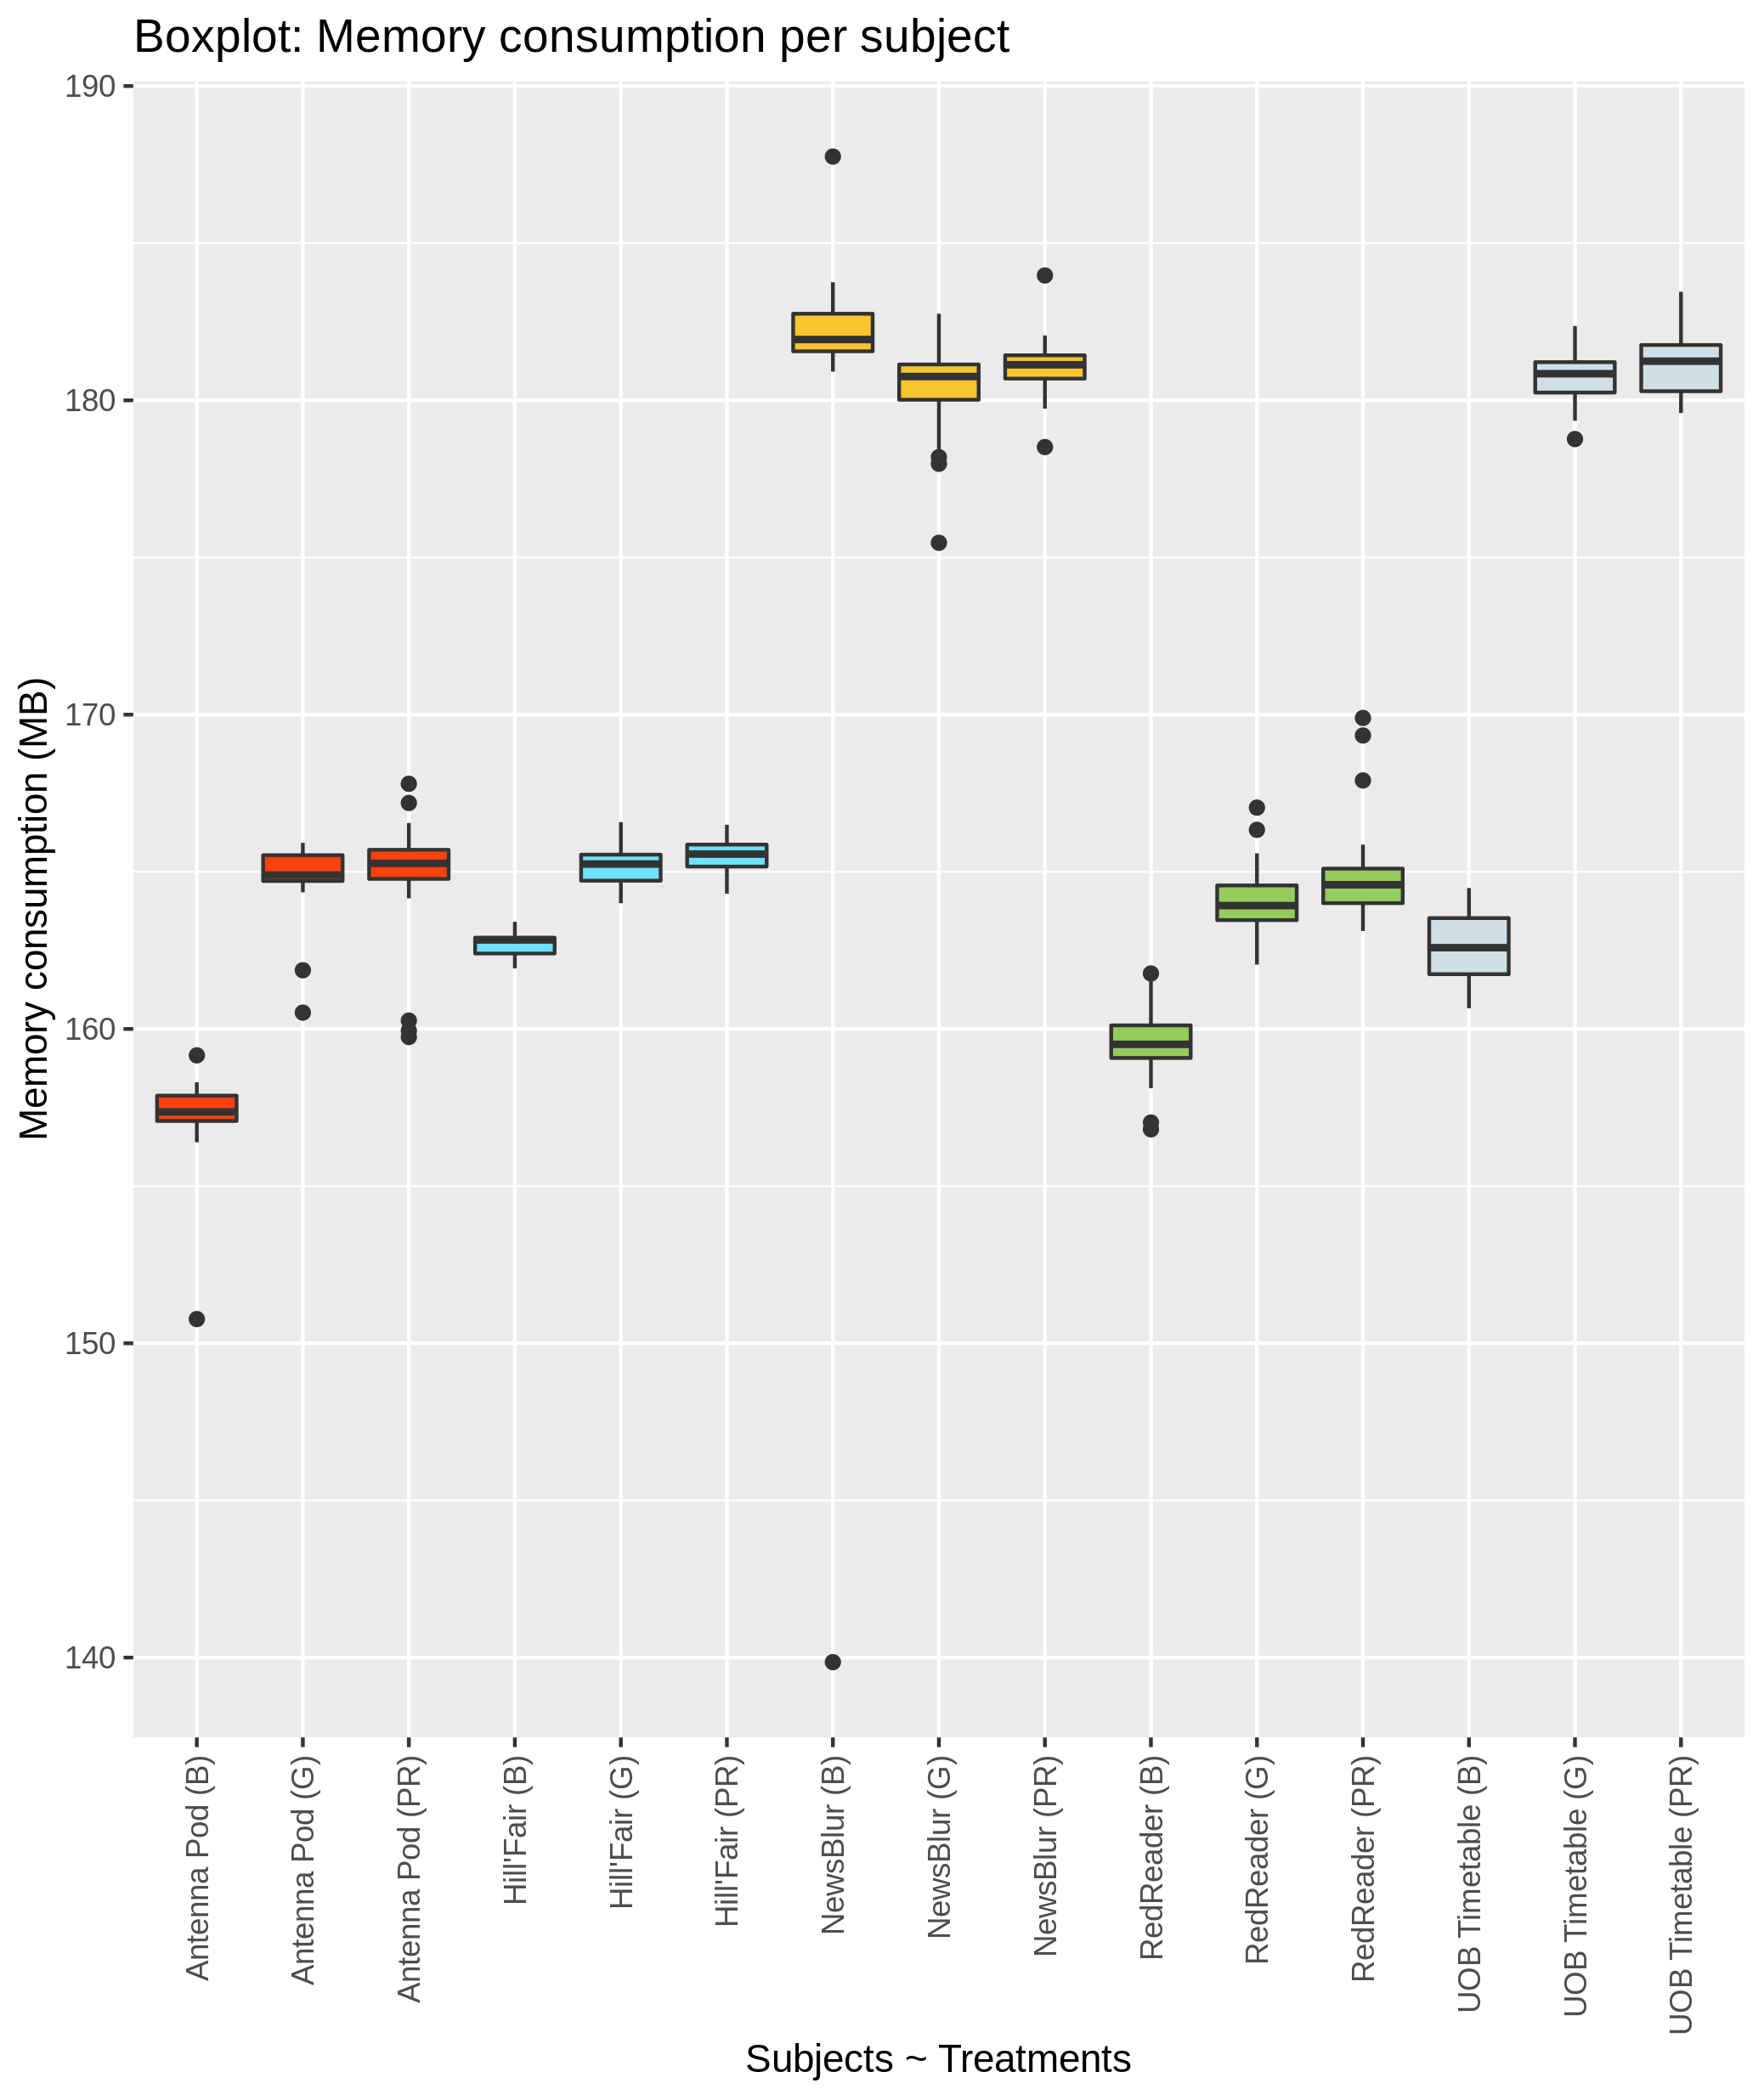 Boxplot: Memory consumption per subject
Memory consumption (MB)
190
180
170
160
150
140
Antenna Pod (B)
Antenna Pod (G)
Antenna Pod (PR)
Hill'Fair (B)
Hill'Fair (G)
Hill'Fair (PR)
NewsBlur (B)
NewsBlur (G)
NewsBlur (PR)
RedReader (B)
RedReader (G)
RedReader (PR)
UOB Timetable (B)
UOB Timetable (G)
UOB Timetable (PR)
Subjects ~ Treatments